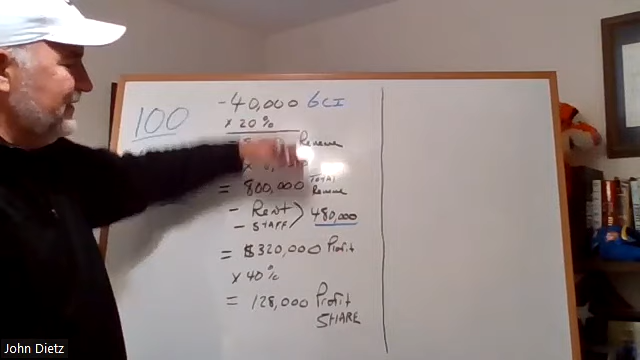 100
- 40,000 GCI
x 20%
Revenue
= 800,000 Total Revenue
- Rent
- STAFF
480,000
= $320,000 Profit
x 40%
= 128,000 Profit SHARE
John Dietz